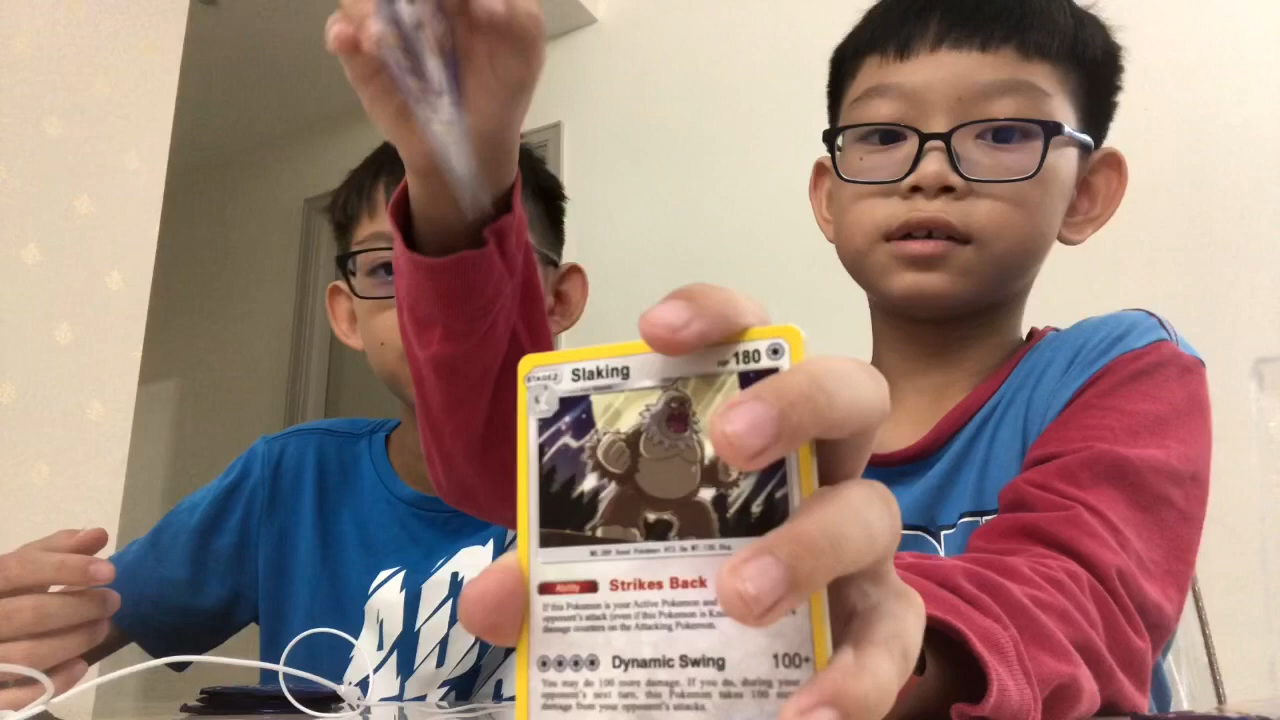 STAGE2 Slaking HP 180
Ability Strikes Back
If this Pokémon is your Active Pokémon and
opponent's attack (even if this Pokémon is
damage counters on the Attacking Pokémon.
Dynamic Swing 100+
You may do 100 more damage. If you do, during your
opponent's next turn, this Pokémon takes 100
damage from your opponent's attacks.